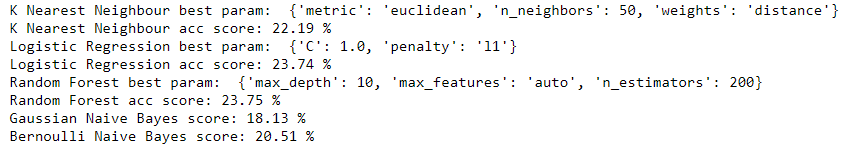 K Nearest Neighbour best param:  {'metric': 'euclidean', 'n_neighbors': 50, 'weights': 'distance'}
K Nearest Neighbour acc score: 22.19 %
Logistic Regression best param:  {'C': 1.0, 'penalty': 'l1'}
Logistic Regression acc score: 23.74 %
Random Forest best param:  {'max_depth': 10, 'max_features': 'auto', 'n_estimators': 200}
Random Forest acc score: 23.75 %
Gaussian Naive Bayes score: 18.13 %
Bernoulli Naive Bayes score: 20.51 %